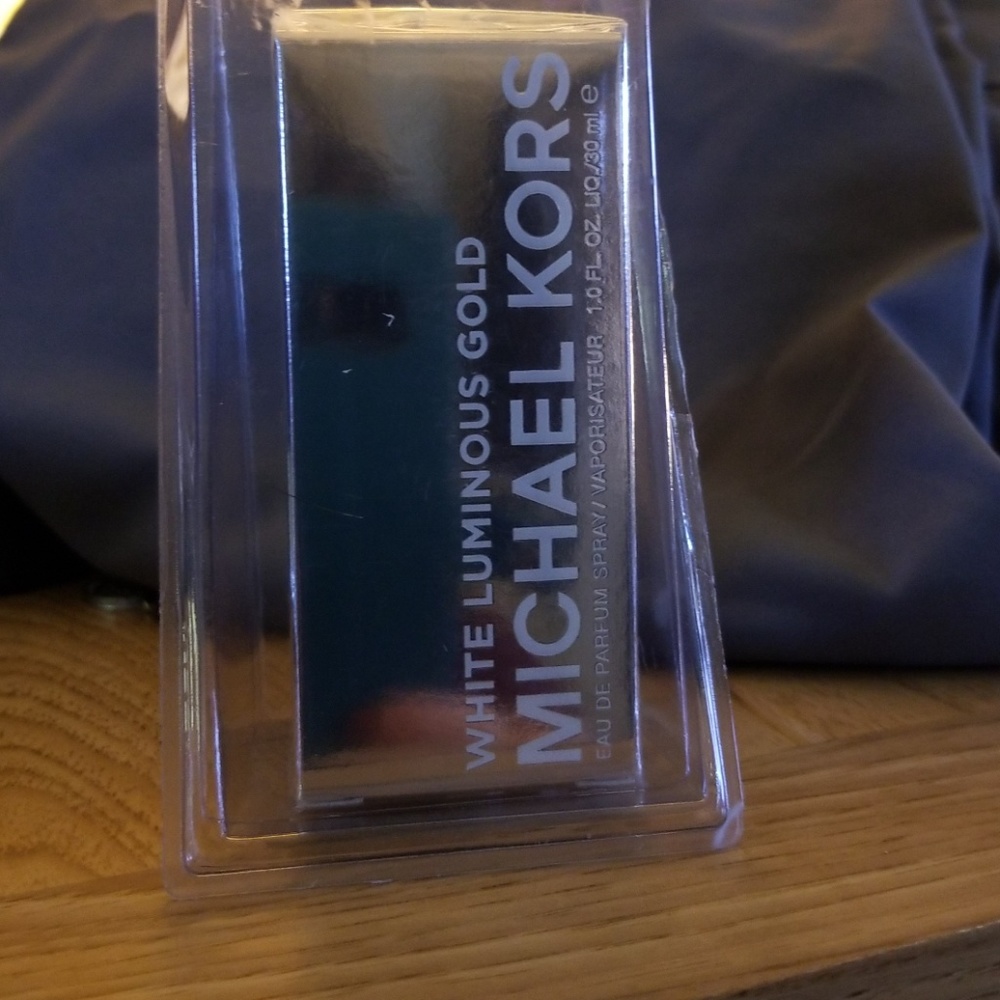 WHITE LUMINOUS GOLD
MICHAEL KORS
EAU DE PARFUM SPRAY / VAPORISATEUR 1.0 FL. OZ. LIQ./30 ml ℮